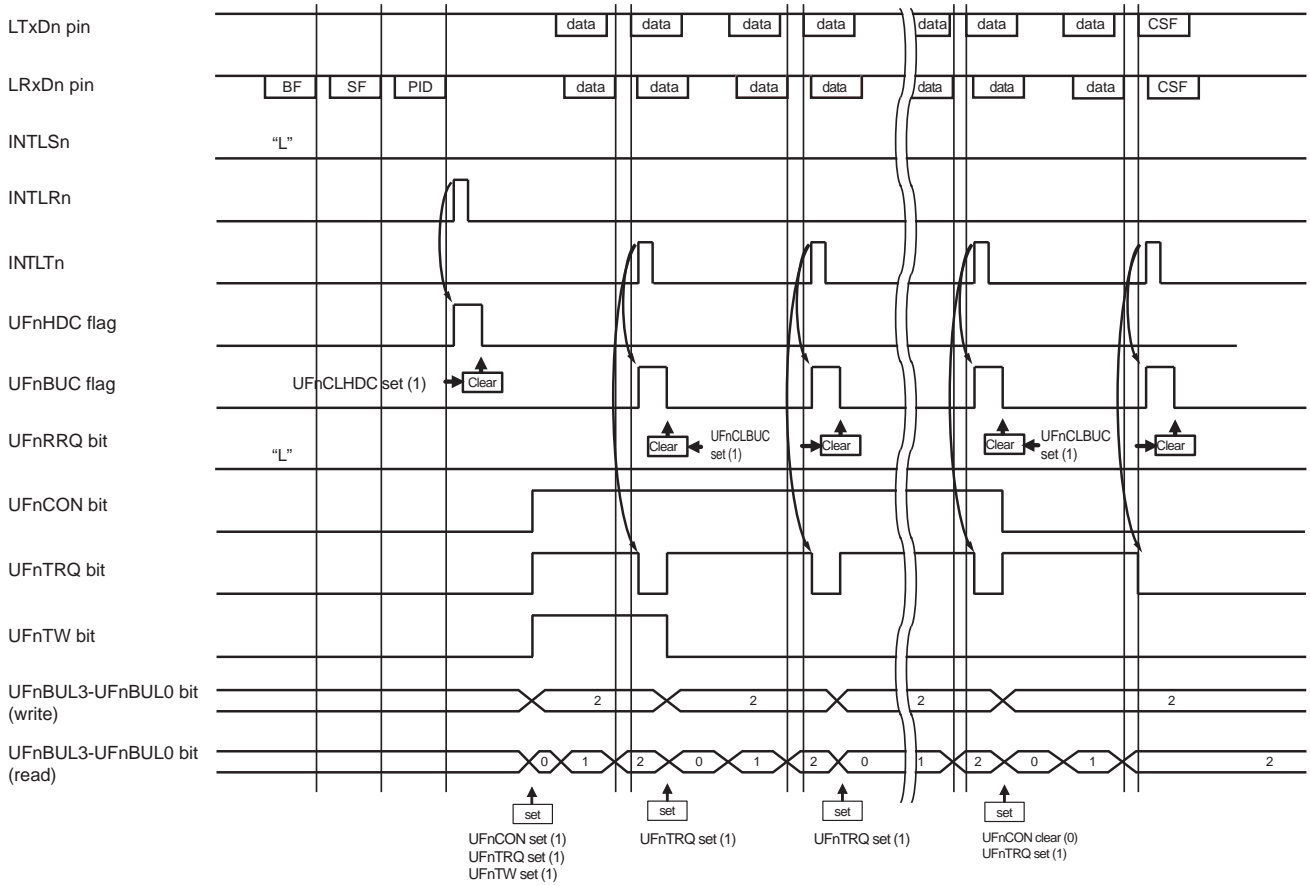 LTxDn pin data data data data data data data CSF
LRxDn pin BF SF PID data data data data data data data CSF
INTLSn “L”
INTLRn
INTLTn
UFnHDC flag
UFnBUC flag UFnCLHDC set (1) Clear
UFnRRQ bit “L” Clear UFnCLBUC set (1) Clear Clear UFnCLBUC set (1) Clear
UFnCON bit
UFnTRQ bit
UFnTW bit
UFnBUL3-UFnBUL0 bit (write) 2 2 2 2
UFnBUL3-UFnBUL0 bit (read) 0 1 2 0 1 2 0 1 2 0 1 2
set set set set
UFnCON set (1) UFnTRQ set (1) UFnTRQ set (1) UFnCON clear (0)
UFnTRQ set (1) UFnTRQ set (1)
UFnTW set (1)